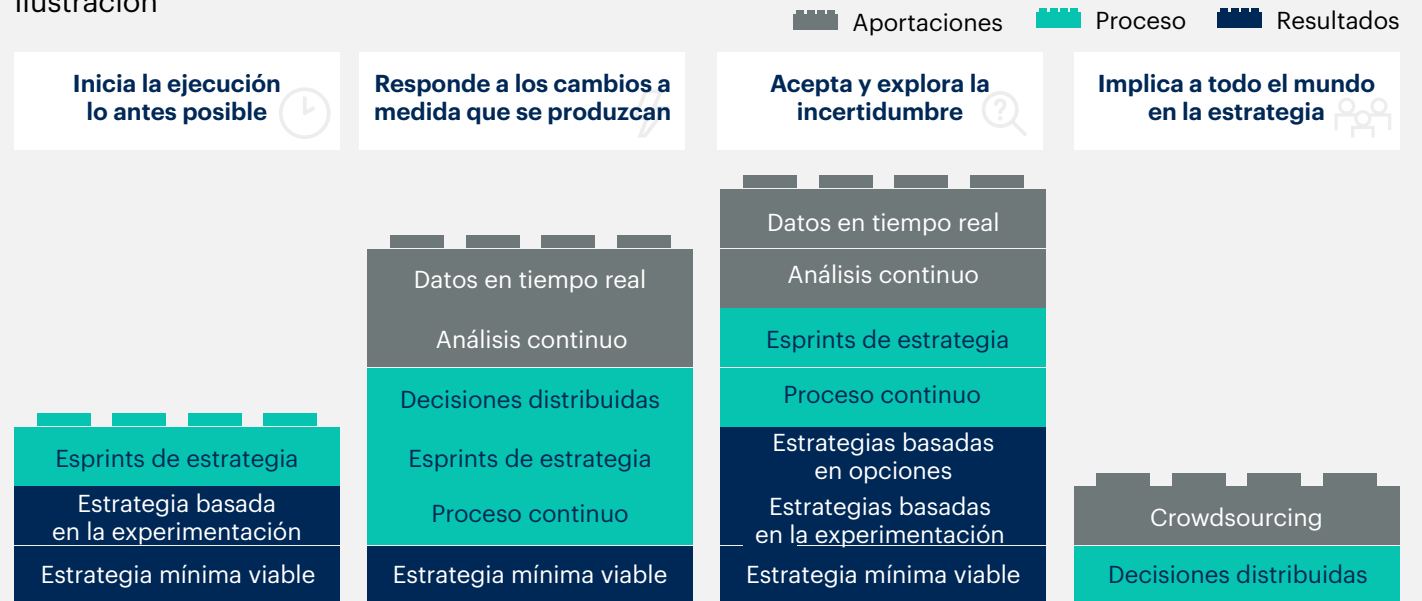 Ilustración
Aportaciones
Proceso
Resultados
Inicia la ejecución
lo antes posible
Responde a los cambios a
medida que se produzcan
Acepta y explora la
incertidumbre
Implica a todo el mundo
en la estrategia
Esprints de estrategia
Estrategia basada
en la experimentación
Estrategia mínima viable
Datos en tiempo real
Análisis continuo
Decisiones distribuidas
Esprints de estrategia
Proceso continuo
Estrategia mínima viable
Datos en tiempo real
Análisis continuo
Esprints de estrategia
Proceso continuo
Estrategias basadas
en opciones
Estrategias basadas
en la experimentación
Estrategia mínima viable
Crowdsourcing
Decisiones distribuidas